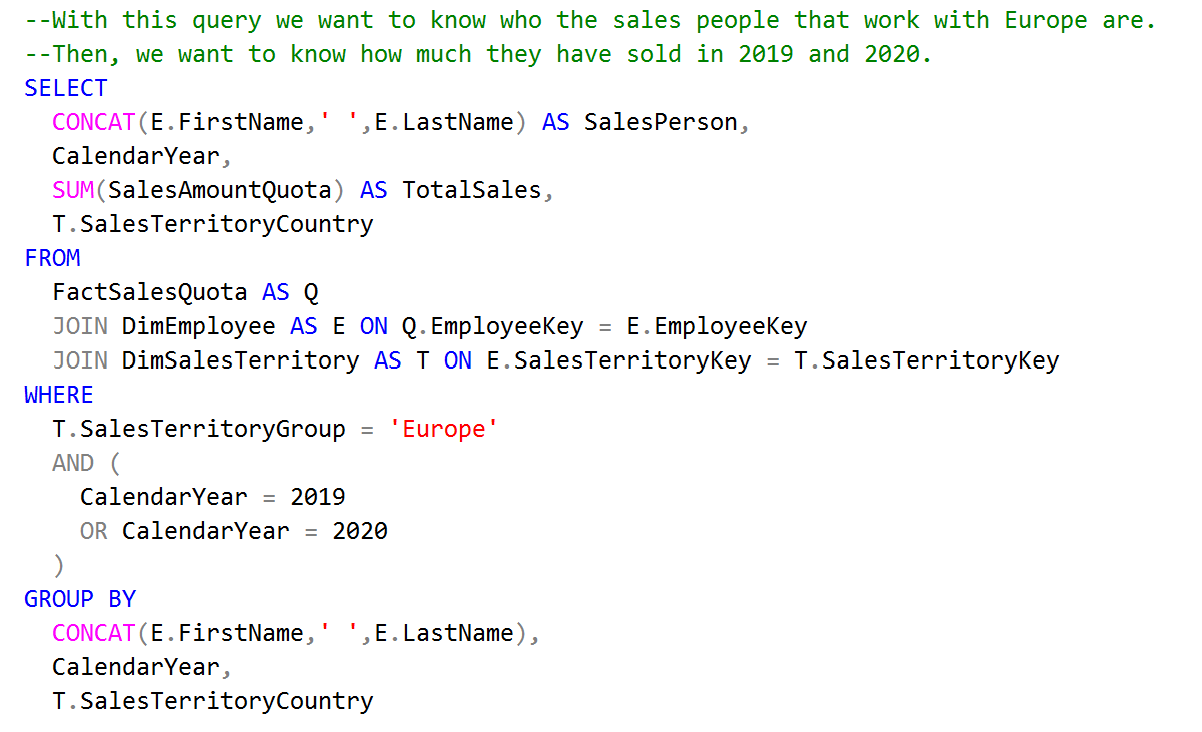 --With this query we want to know who the sales people that work with Europe are.
--Then, we want to know how much they have sold in 2019 and 2020.
SELECT
  CONCAT(E.FirstName,' ',E.LastName) AS SalesPerson,
  CalendarYear,
  SUM(SalesAmountQuota) AS TotalSales,
  T.SalesTerritoryCountry
FROM
  FactSalesQuota AS Q
  JOIN DimEmployee AS E ON Q.EmployeeKey = E.EmployeeKey
  JOIN DimSalesTerritory AS T ON E.SalesTerritoryKey = T.SalesTerritoryKey
WHERE
  T.SalesTerritoryGroup = 'Europe'
  AND (
    CalendarYear = 2019
    OR CalendarYear = 2020
  )
GROUP BY
  CONCAT(E.FirstName,' ',E.LastName),
  CalendarYear,
  T.SalesTerritoryCountry